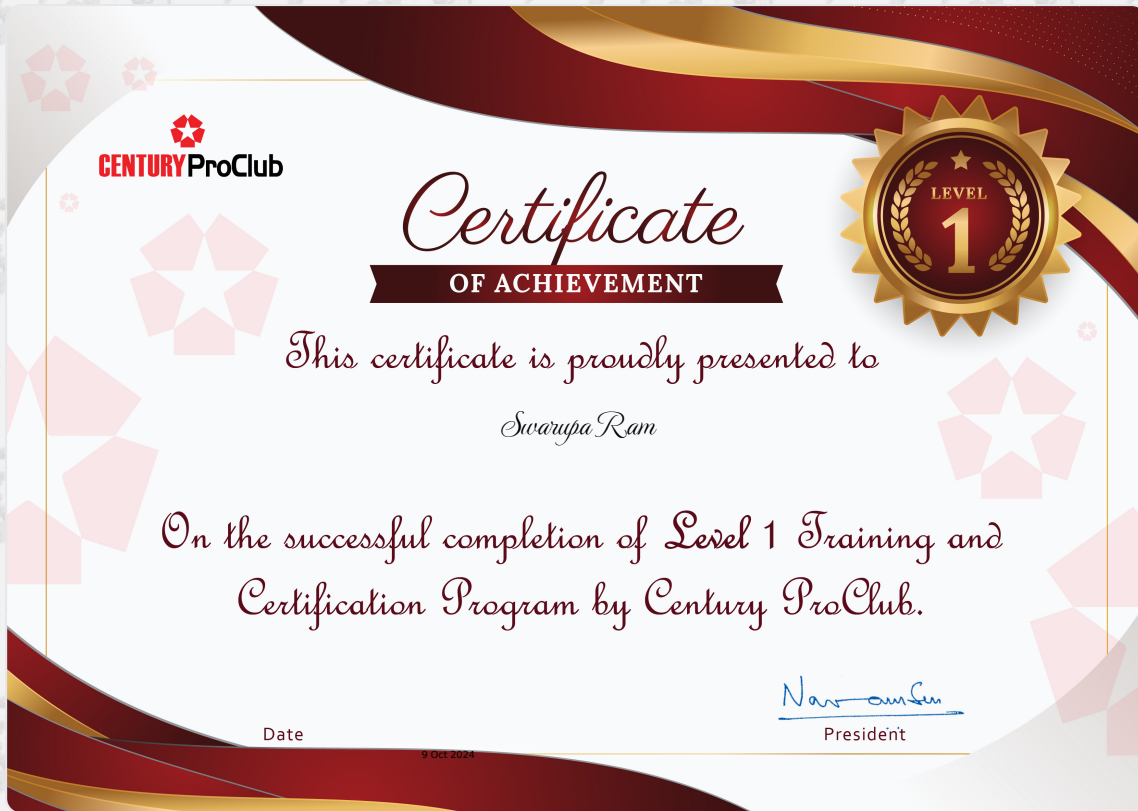 CENTURY ProClub
LEVEL
1
Certificate
OF ACHIEVEMENT
This certificate is proudly presented to
Swarupa Ram
On the successful completion of Level 1 Training and
Certification Program by Century ProClub.
Date
President
9 Oct 2024